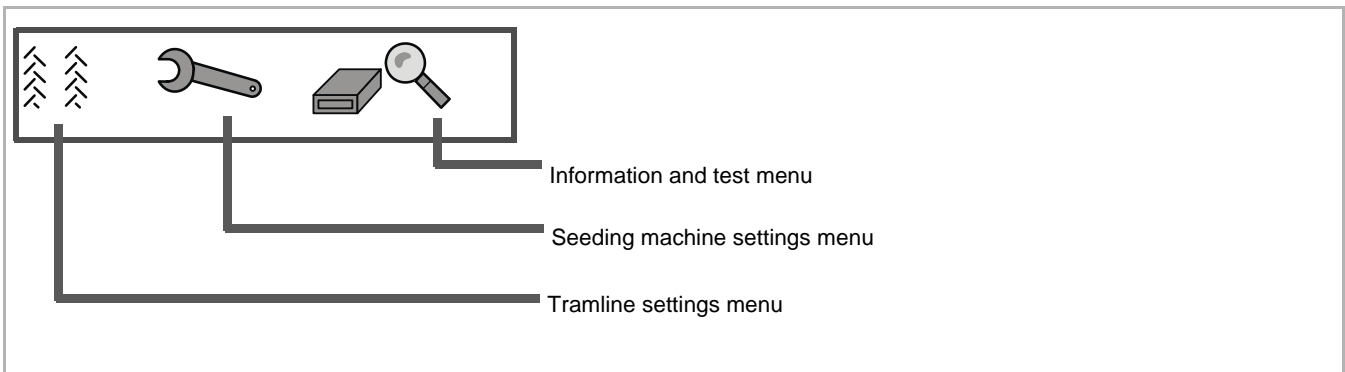 Information and test menu
Seeding machine settings menu
Tramline settings menu